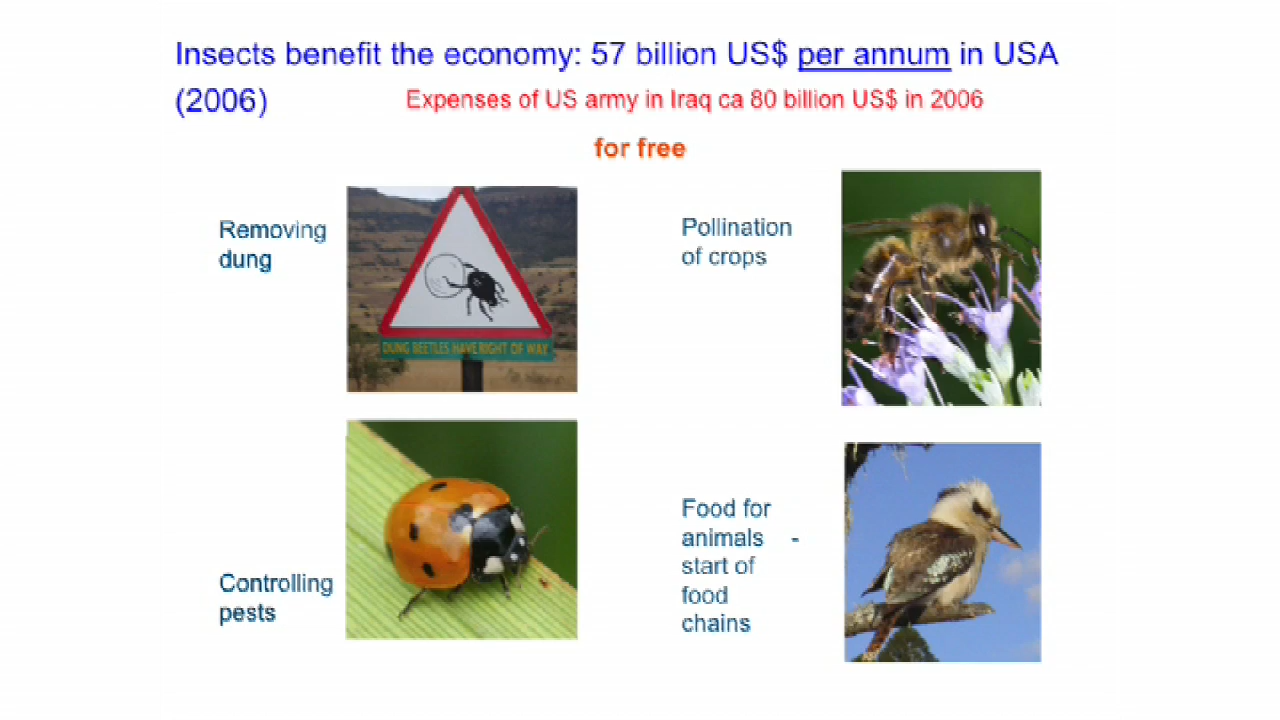 Insects benefit the economy: 57 billion US$ per annum in USA
(2006)
Expenses of US army in Iraq ca 80 billion US$ in 2006
for free
Removing
dung
DUNG BEETLES HAVE RIGHT OF WAY
Pollination
of crops
Controlling
pests
Food for
animals -
start of
food
chains